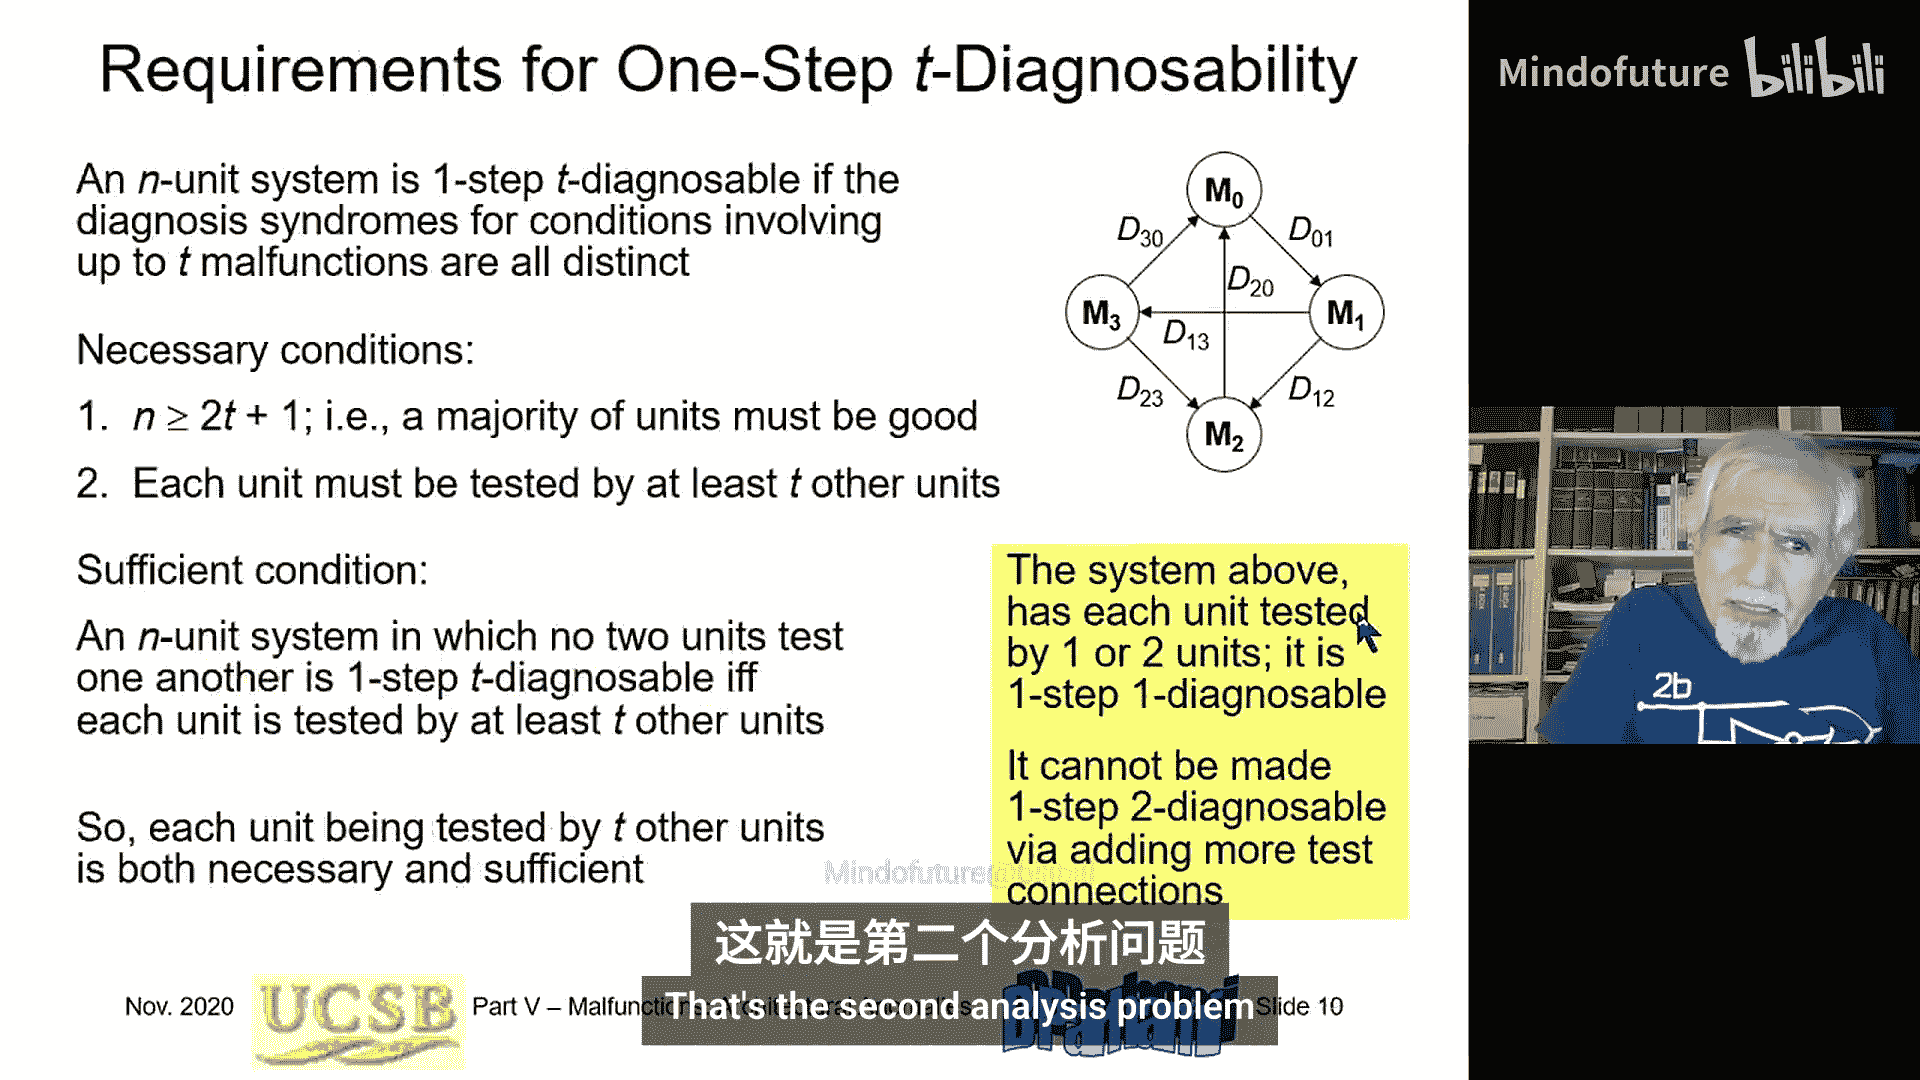 Requirements for One-Step t-Diagnosability
Mindofuture bilibili
An n-unit system is 1-step t-diagnosable if the
diagnosis syndromes for conditions involving
up to t malfunctions are all distinct
Necessary conditions:
1. n ≥ 2t + 1; i.e., a majority of units must be good
2. Each unit must be tested by at least t other units
Sufficient condition:
An n-unit system in which no two units test
one another is 1-step t-diagnosable iff
each unit is tested by at least t other units
So, each unit being tested by t other units
is both necessary and sufficient
M0
D30
D01
D20
M3
M1
D13
D23
D12
M2
The system above,
has each unit tested
by 1 or 2 units; it is
1-step 1-diagnosable
It cannot be made
1-step 2-diagnosable
via adding more test
connections
2b
Mindofuture
这就是第二个分析问题
That's the second analysis problem
Nov. 2020
UCSB
Part V – Malfunctions:
Parhami
Slide 10